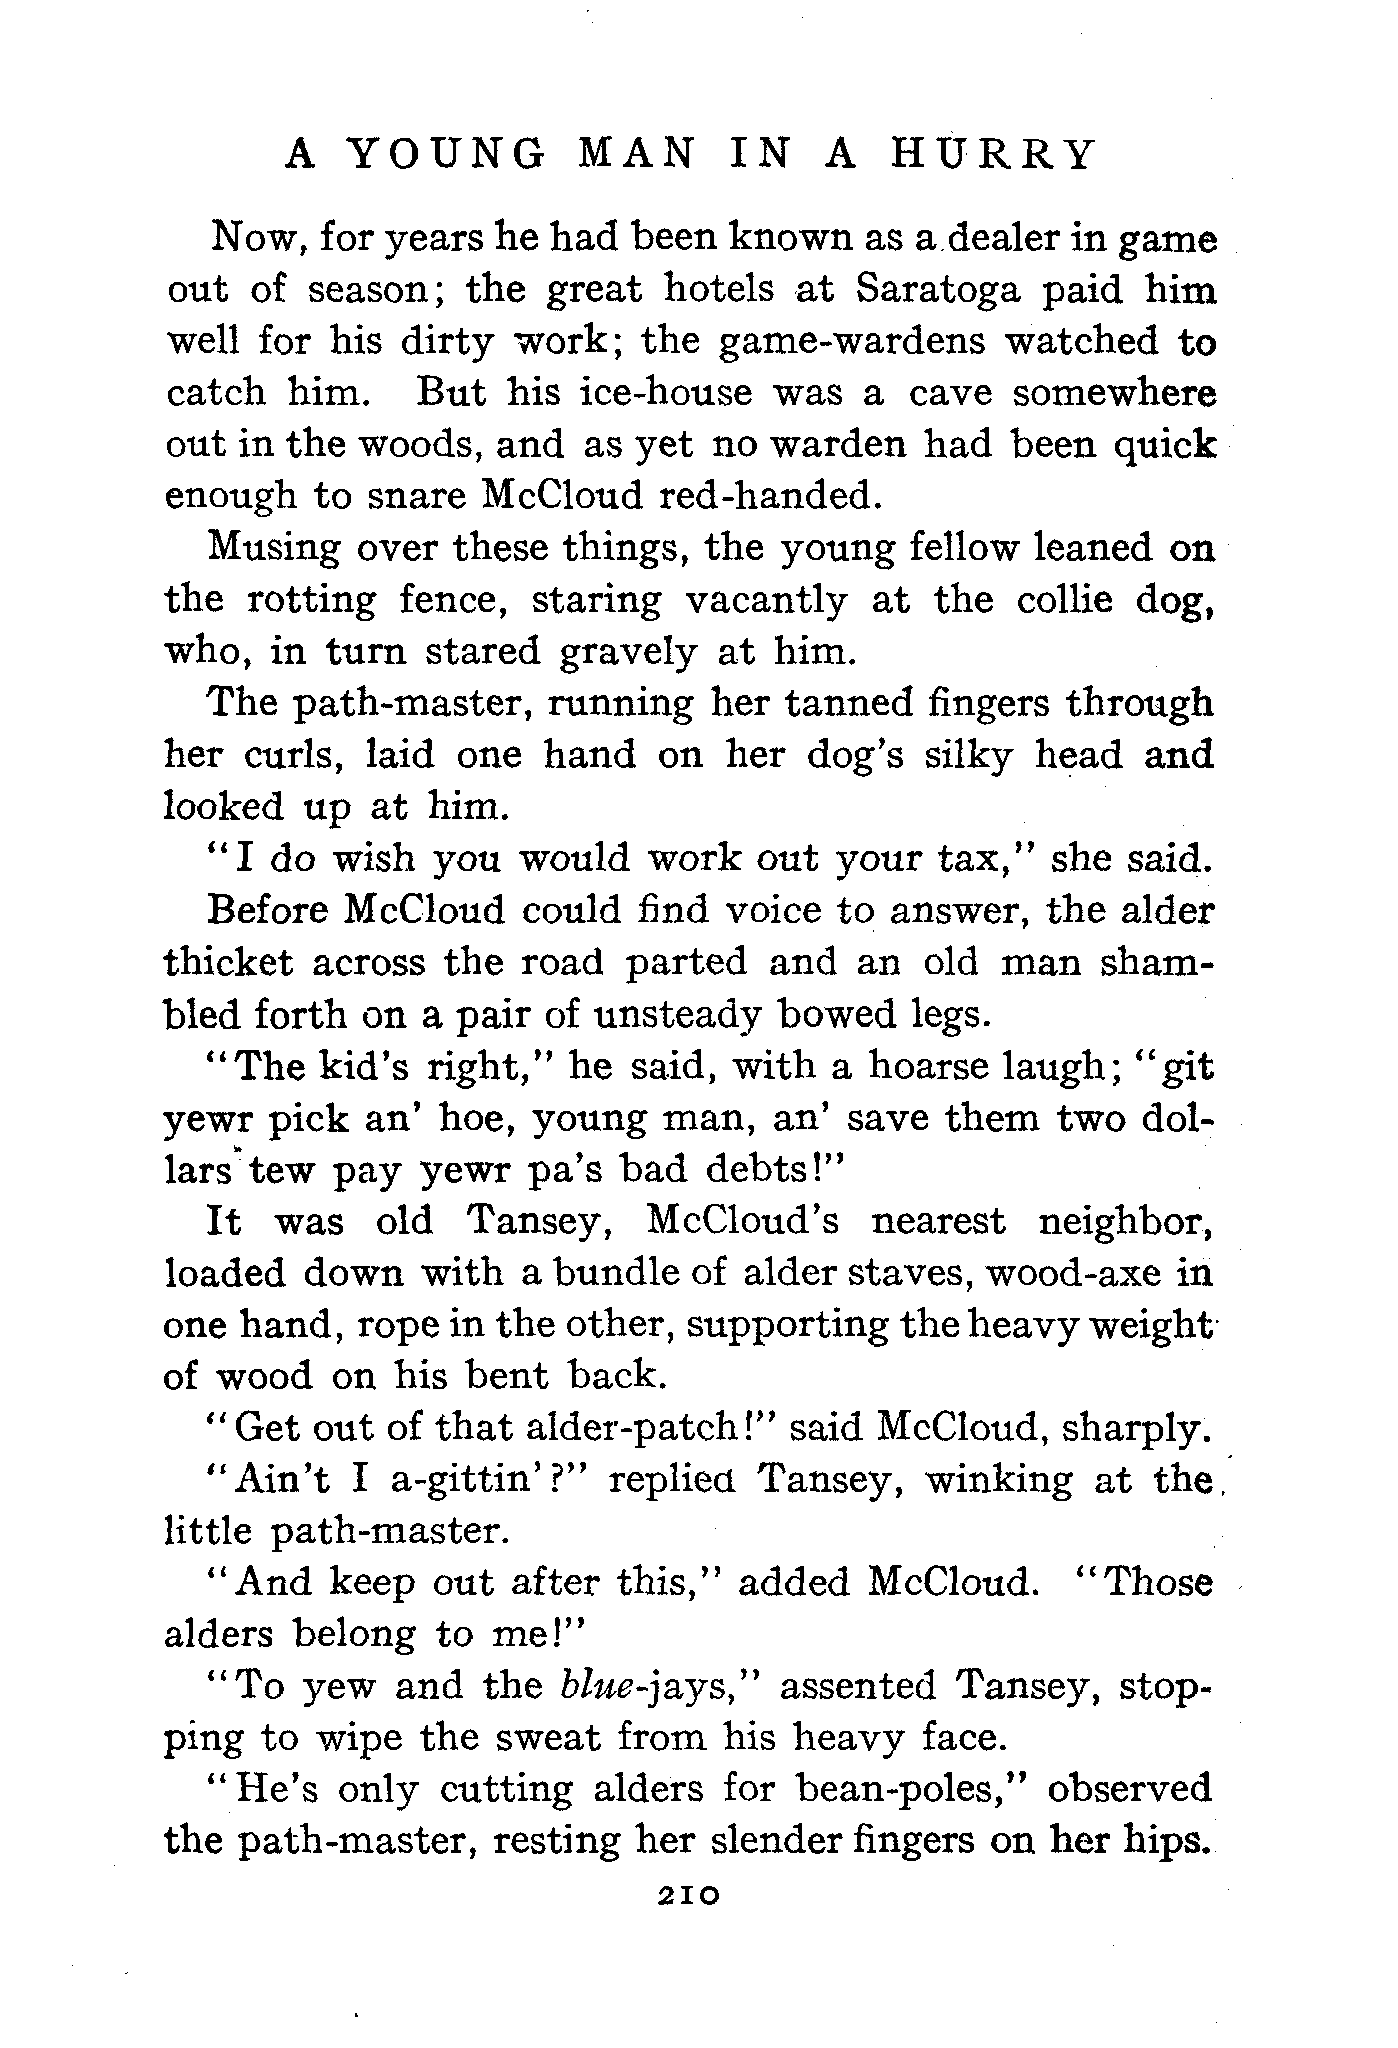 A YOUNG MAN IN A HURRY
Now, for years he had been known as a dealer in game
out of season; the great hotels at Saratoga paid him
well for his dirty work; the game-wardens watched to
catch him. But his ice-house was a cave somewhere
out in the woods, and as yet no warden had been quick
enough to snare McCloud red-handed.
Musing over these things, the young fellow leaned on
the rotting fence, staring vacantly at the collie dog,
who, in turn stared gravely at him.
The path-master, running her tanned fingers through
her curls, laid one hand on her dog's silky head and
looked up at him.
"I do wish you would work out your tax," she said.
Before McCloud could find voice to answer, the alder
thicket across the road parted and an old man sham-
bled forth on a pair of unsteady bowed legs.
"The kid's right," he said, with a hoarse laugh; "git
yewr pick an' hoe, young man, an' save them two dol-
lars tew pay yewr pa's bad debts!"
It was old Tansey, McCloud's nearest neighbor,
loaded down with a bundle of alder staves, wood-axe in
one hand, rope in the other, supporting the heavy weight
of wood on his bent back.
"Get out of that alder-patch!" said McCloud, sharply.
"Ain't I a-gittin'?" replied Tansey, winking at the
little path-master.
"And keep out after this," added McCloud. "Those
alders belong to me!"
"To yew and the blue-jays," assented Tansey, stop-
ping to wipe the sweat from his heavy face.
"He's only cutting alders for bean-poles," observed
the path-master, resting her slender fingers on her hips.
210